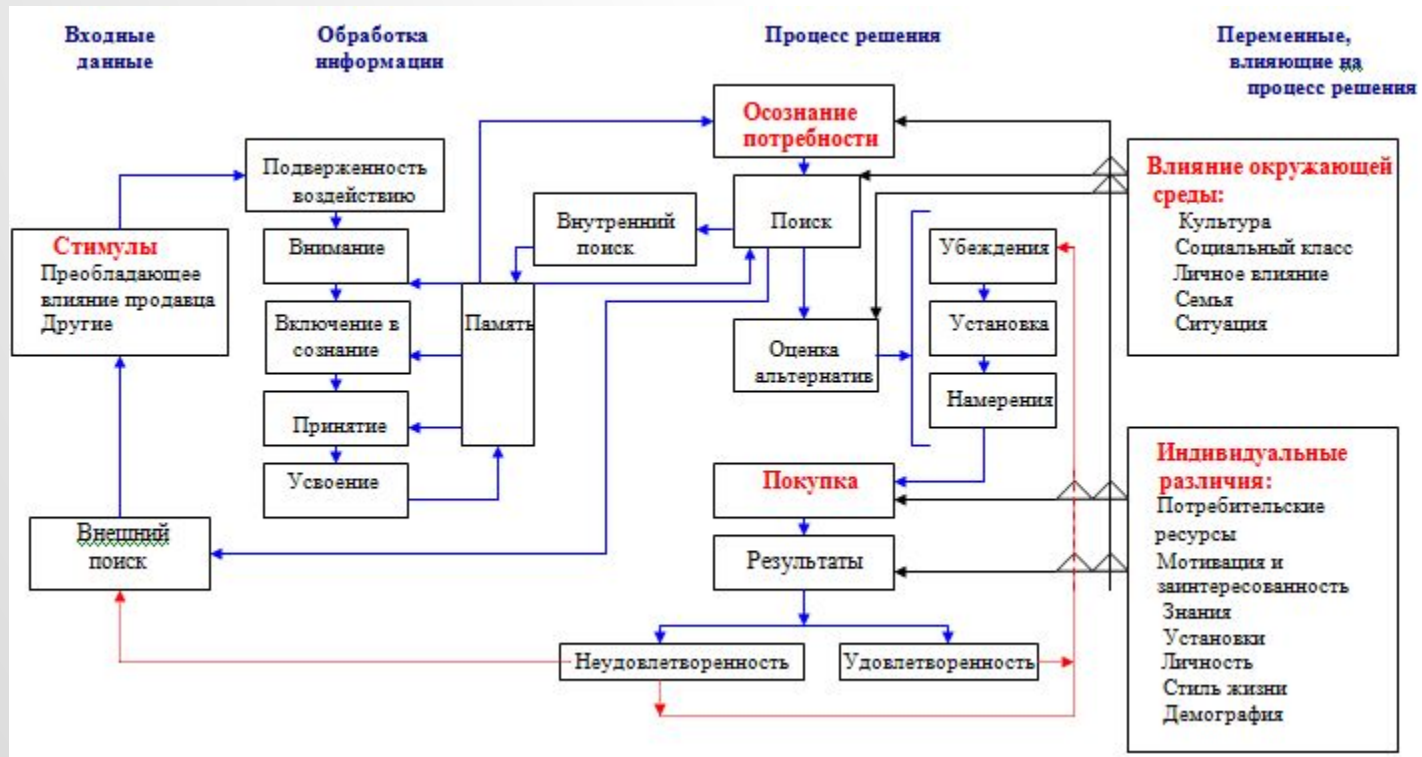 Входные
данные
Обработка
информации
Процесс решения
Переменные,
влияющие на
процесс решения
Подверженность
воздействию
Внимание
Включение в
сознание
Принятие
Усвоение
Стимулы
Преобладающее
влияние продавца
Другие
Внешний
поиск
Память
Внутренний
поиск
Осознание
потребности
Поиск
Оценка
альтернатив
Убеждения
Установка
Намерения
Покупка
Результаты
Неудовлетворенность
Удовлетворенность
Влияние окружающей
среды:
Культура
Социальный класс
Личное влияние
Семья
Ситуация
Индивидуальные
различия:
Потребительские
ресурсы
Мотивация и
заинтересованность
Знания
Установки
Личность
Стиль жизни
Демография